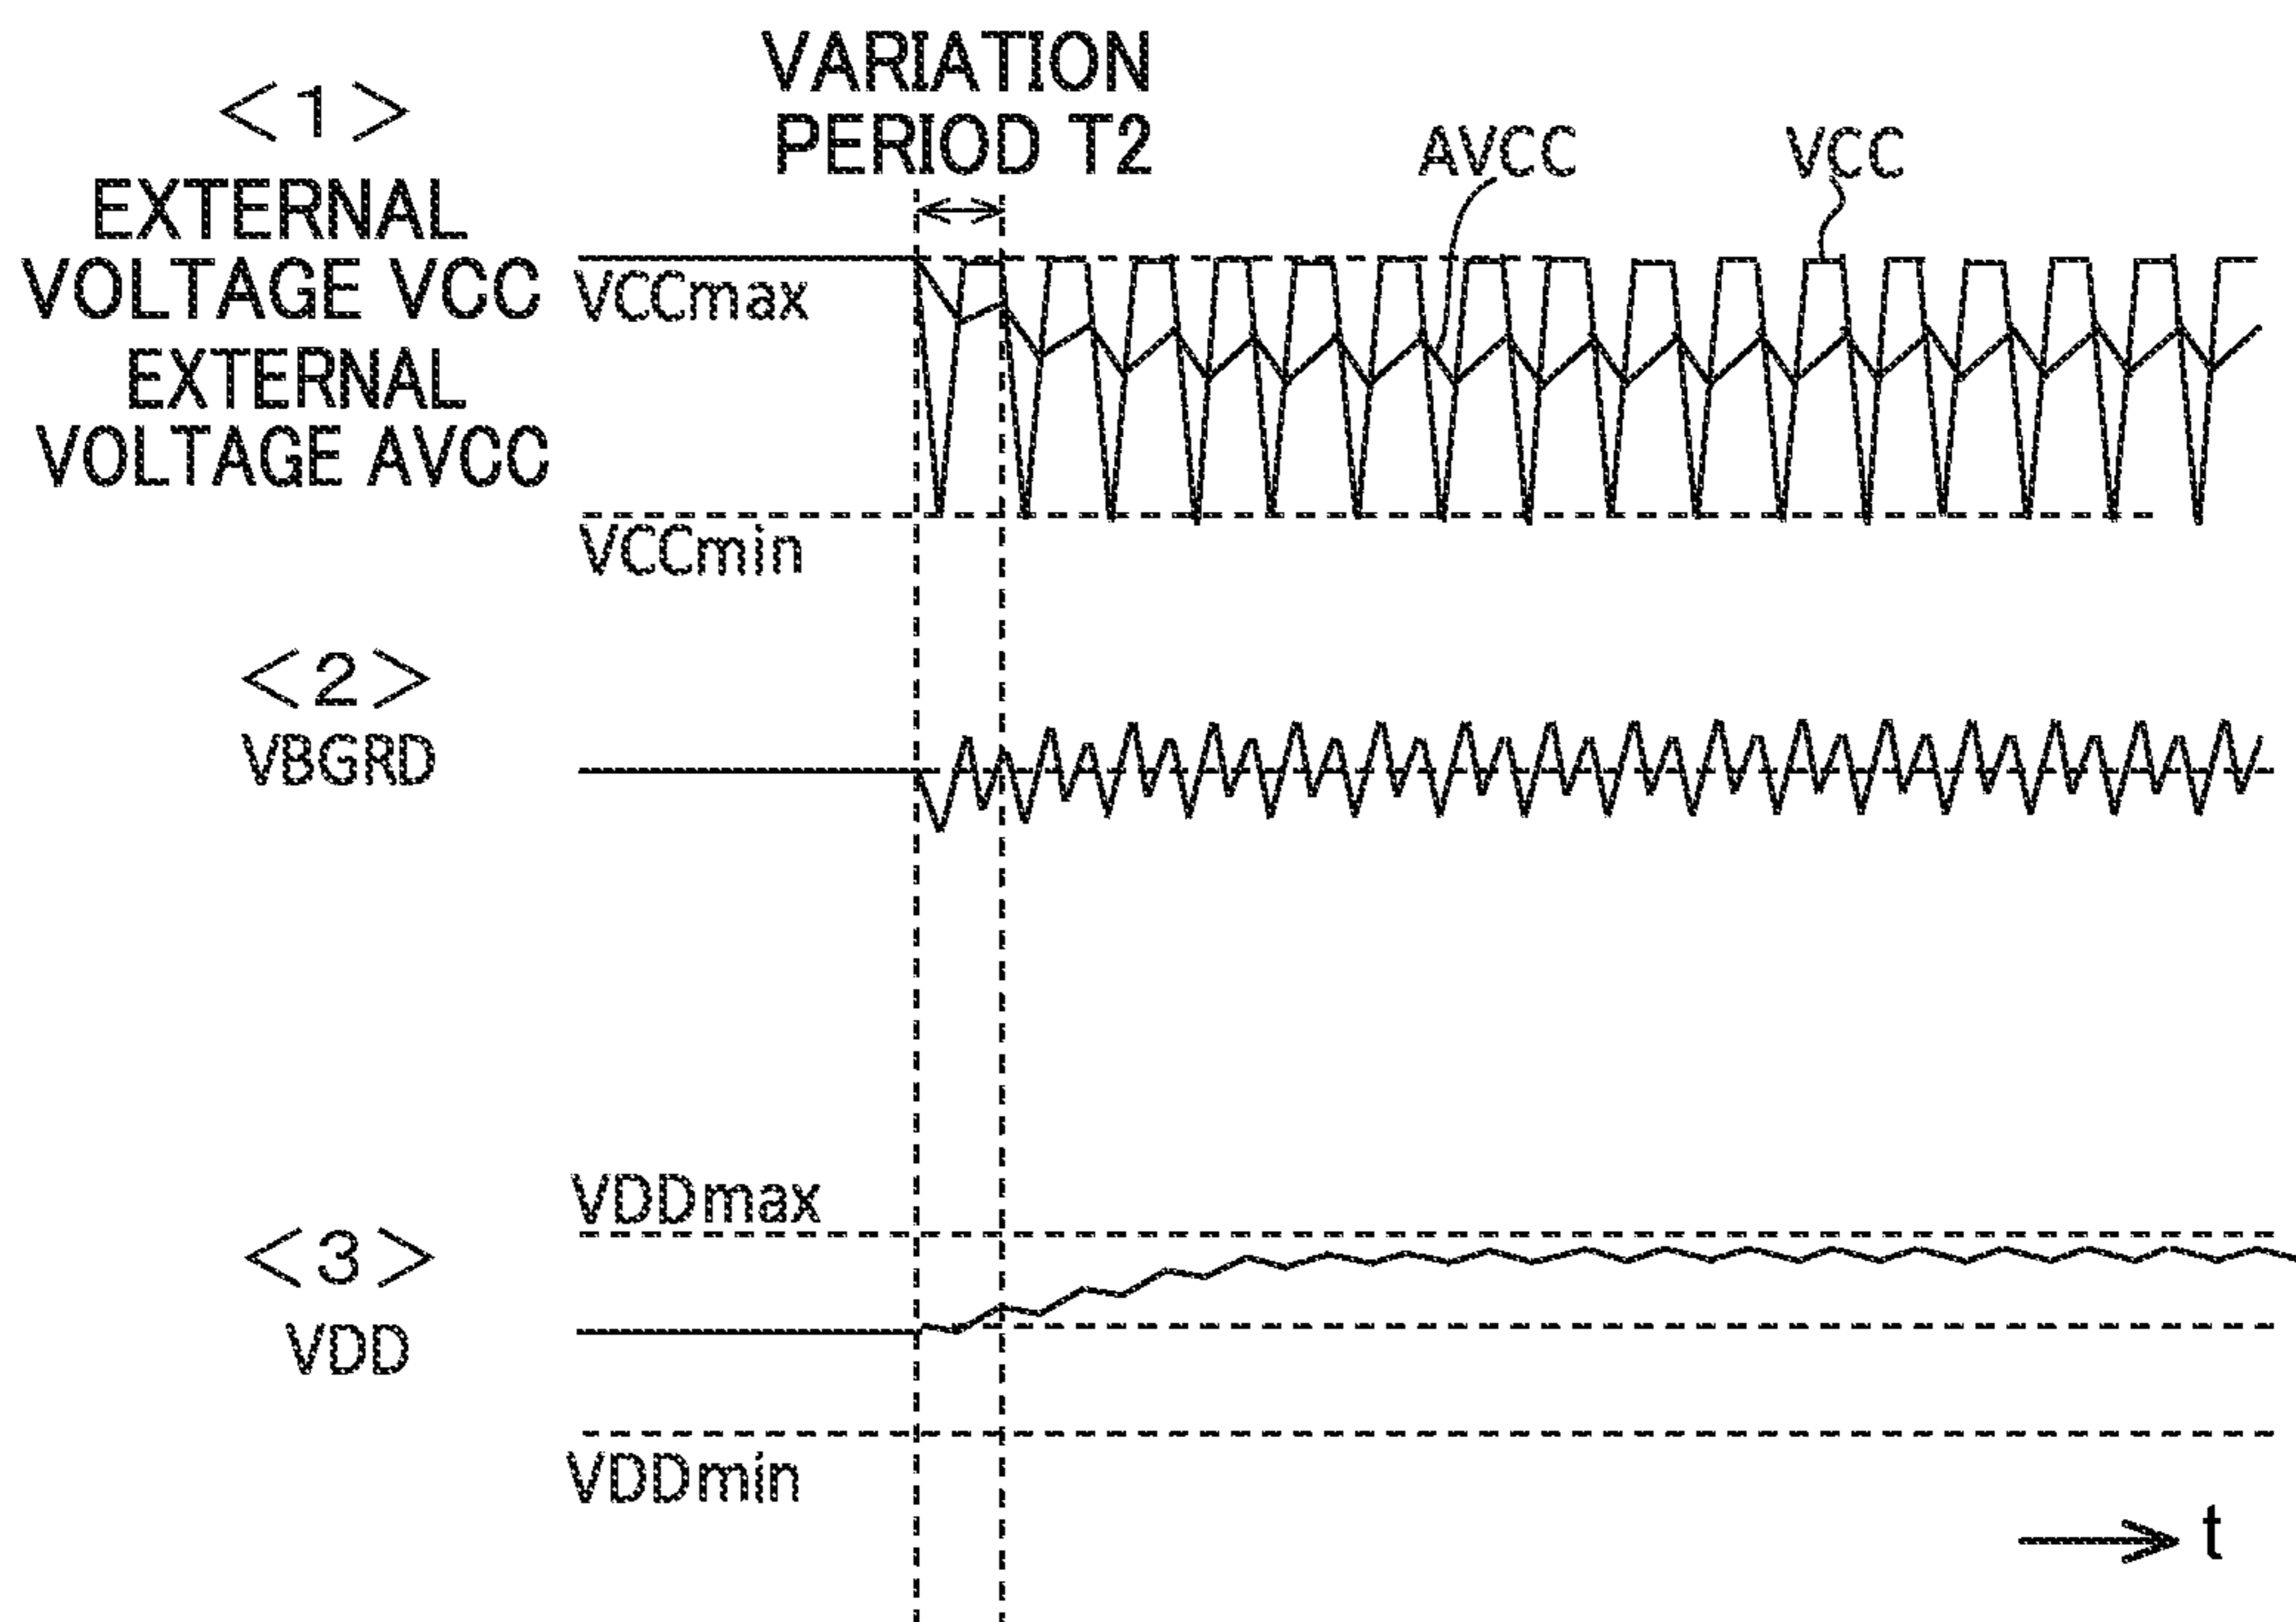 VARIATION
PERIOD T2
<1>
EXTERNAL
VOLTAGE VCC
EXTERNAL
VOLTAGE AVCC
AVCC
VCC
VCCmax
VCCmin
<2>
VBGRD
VDDmax
<3>
VDD
VDDmin
t